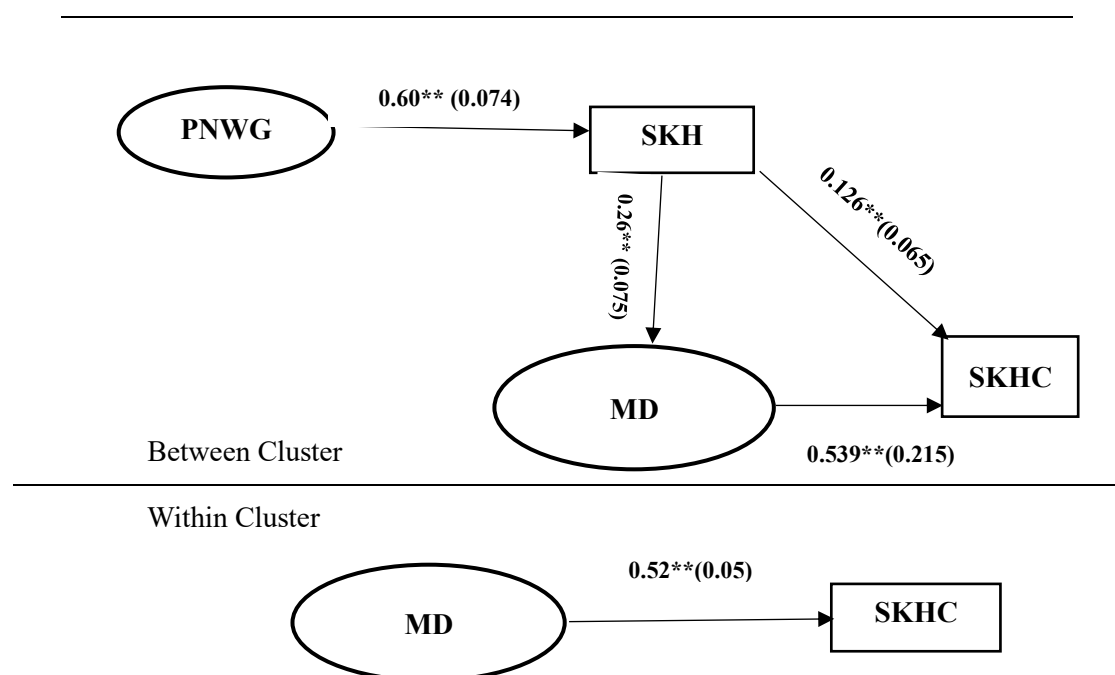 0.60** (0.074)
PNWG
SKH
0.26** (0.075)
0.126**(0.065)
SKHC
MD
Between Cluster
0.539**(0.215)
Within Cluster
0.52**(0.05)
MD
SKHC